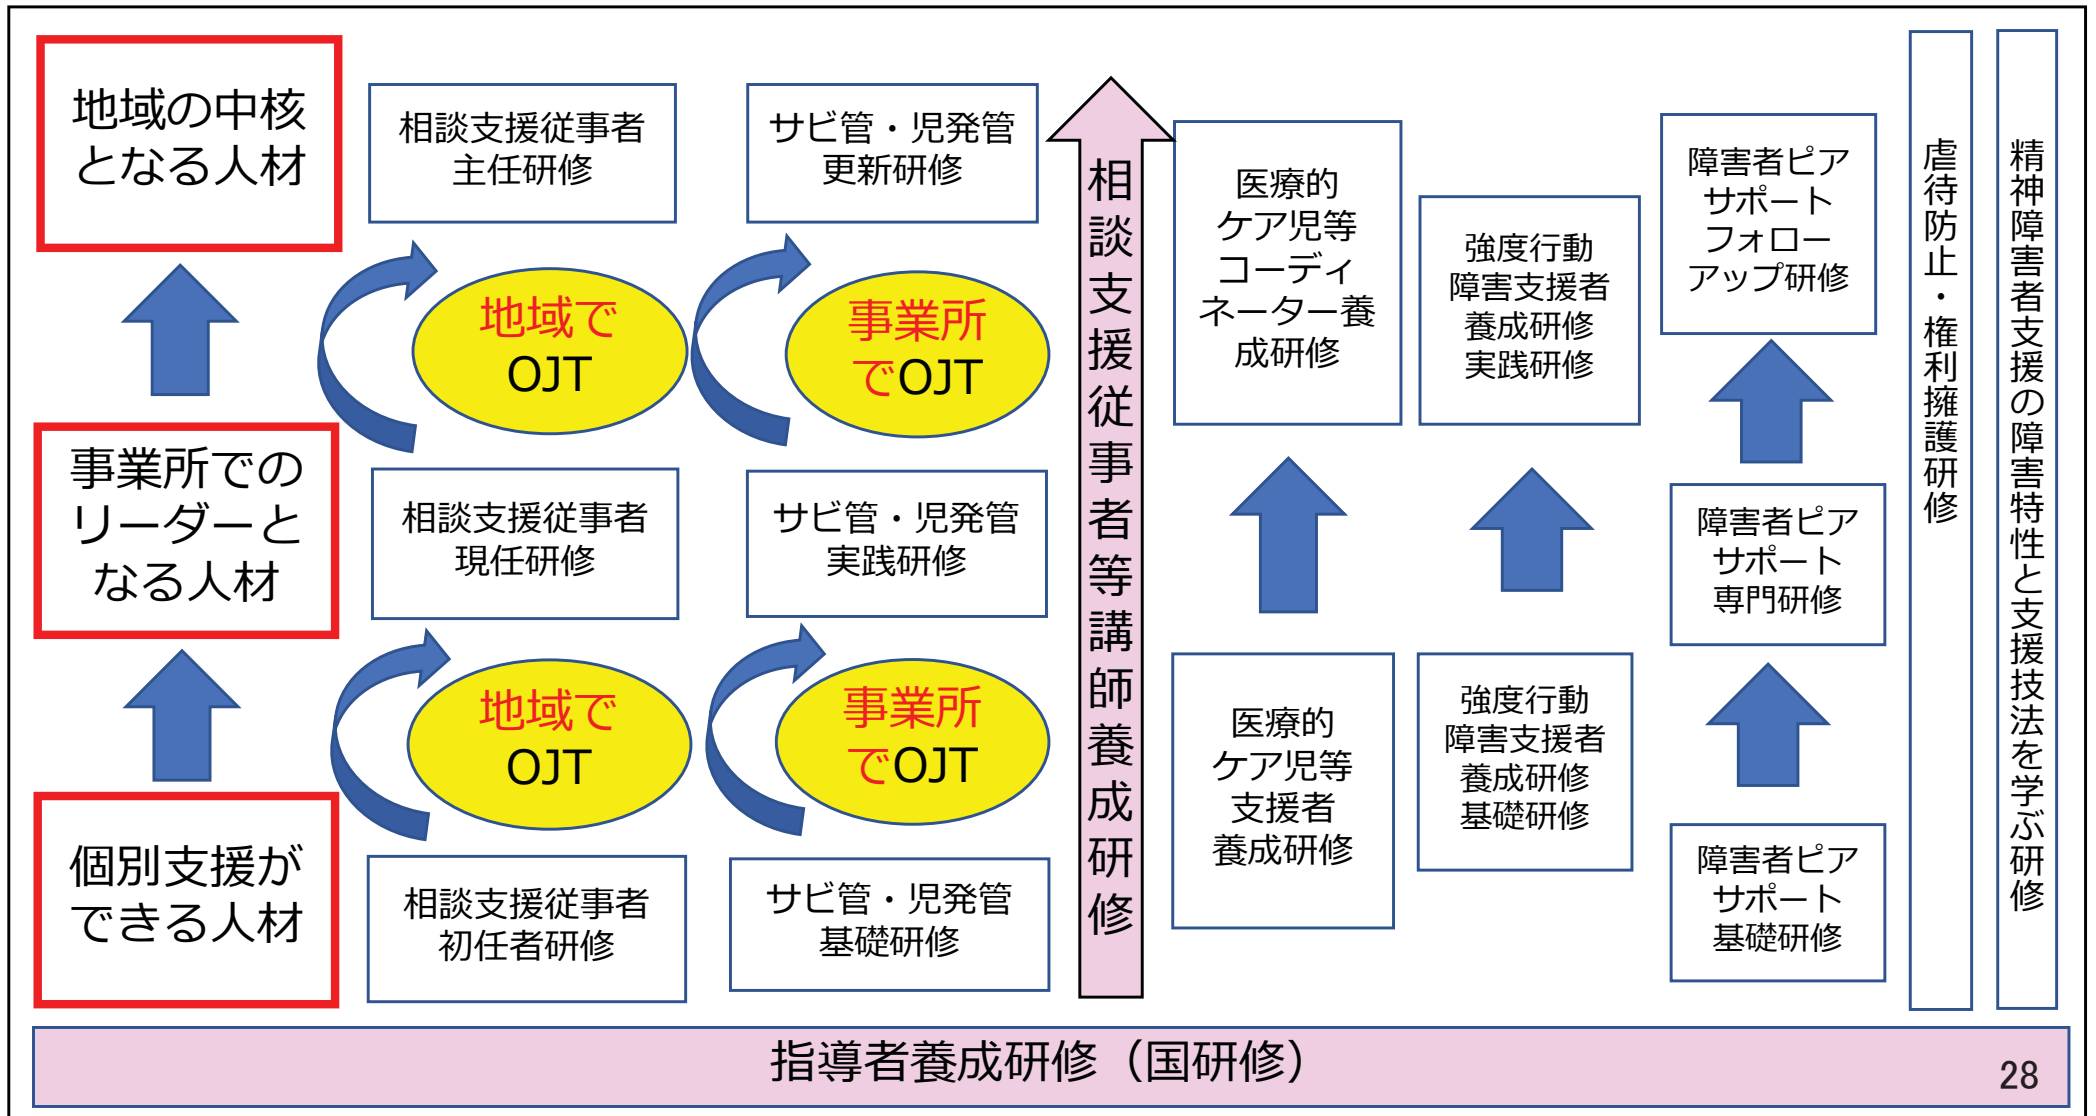 地域の中核
となる人材
事業所での
リーダーと
なる人材
個別支援が
できる人材
相談支援従事者
主任研修
地域で
OJT
相談支援従事者
現任研修
地域で
OJT
相談支援従事者
初任者研修
サビ管・児発管
更新研修
事業所
でOJT
サビ管・児発管
実践研修
事業所
でOJT
サビ管・児発管
基礎研修
相談支援従事者等講師養成研修
医療的
ケア児等
コーディ
ネーター養
成研修
医療的
ケア児等
支援者
養成研修
強度行動
障害支援者
養成研修
実践研修
強度行動
障害支援者
養成研修
基礎研修
障害者ピア
サポート
フォロー
アップ研修
障害者ピア
サポート
専門研修
障害者ピア
サポート
基礎研修
虐待防止・権利擁護研修
精神障害者支援の障害特性と支援技法を学ぶ研修
指導者養成研修（国研修）
28